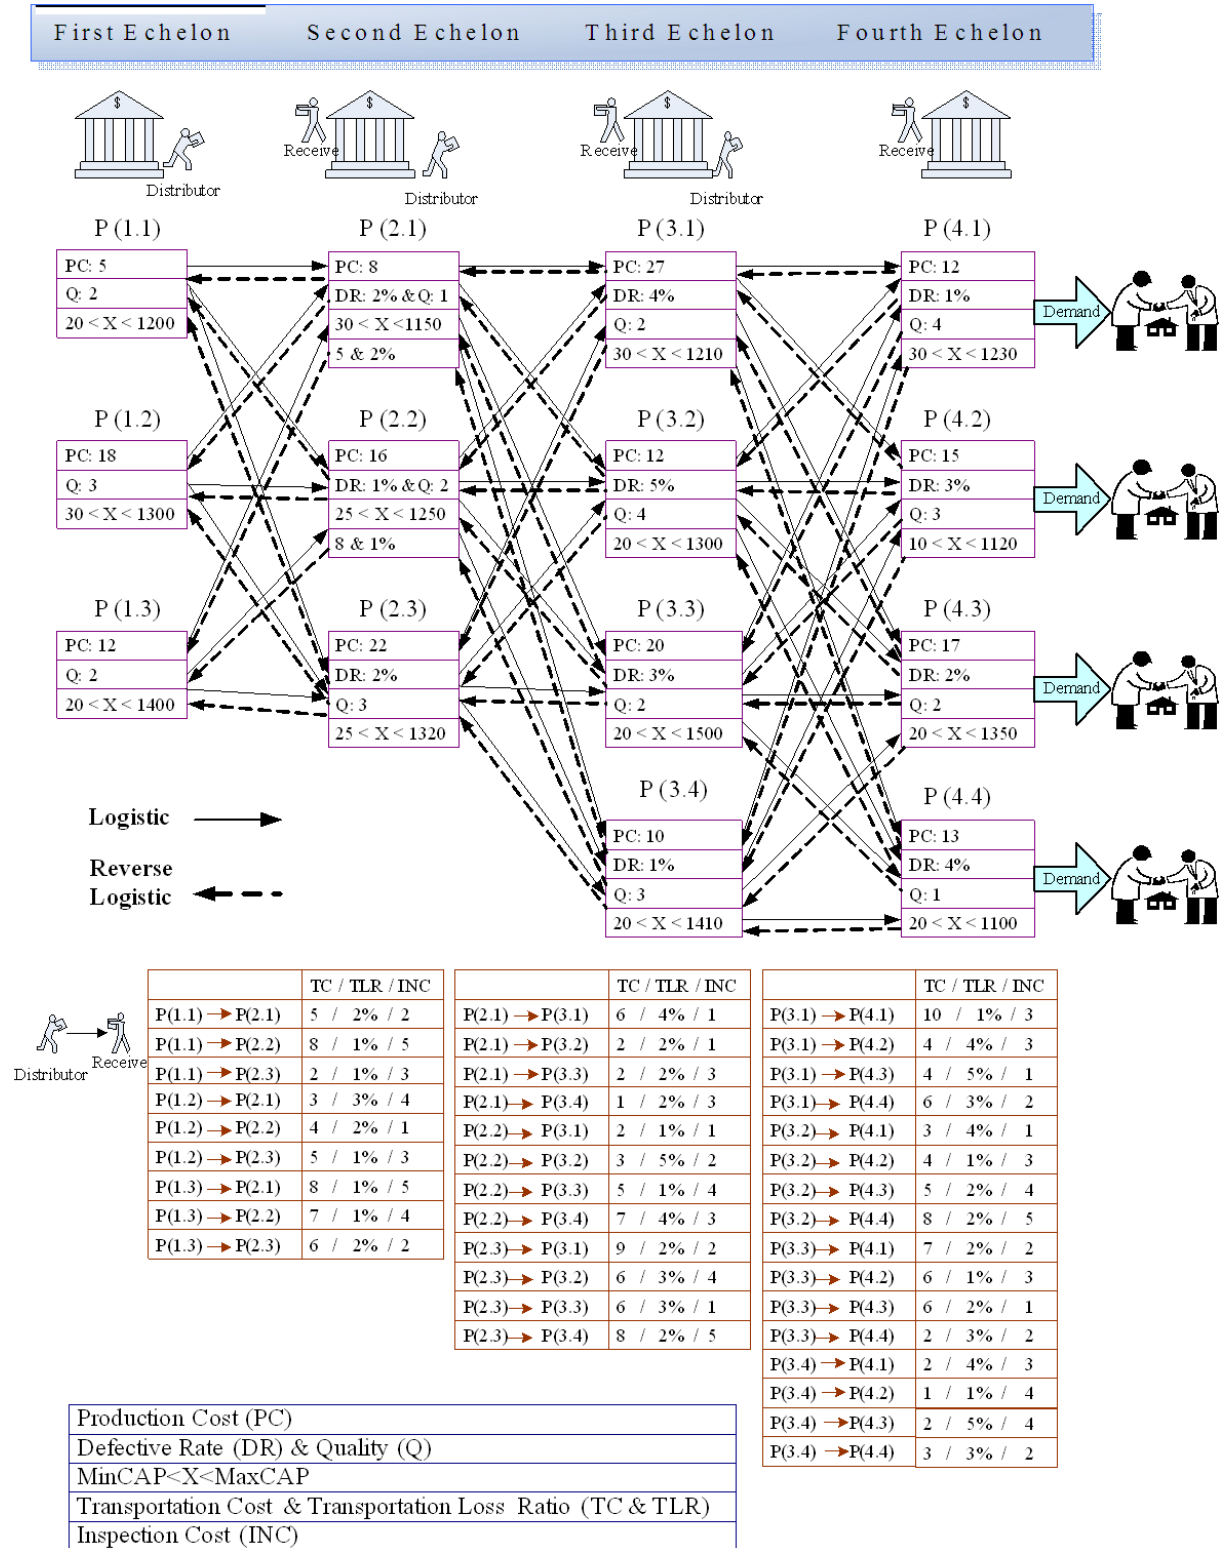 First Echelon Second Echelon Third Echelon Fourth Echelon
$ $ $ $
Receive Receive Receive
Distributor Distributor Distributor
P (1.1) P (2.1) P (3.1) P (4.1)
PC: 5 PC: 8 PC: 27 PC: 12
Q: 2 DR: 2% & Q: 1 DR: 4% DR: 1%
20 < X < 1200 30 < X <1150 Q: 2 Q: 4
5 & 2% 30 < X < 1210 30 < X < 1230
Demand
P (1.2) P (2.2) P (3.2) P (4.2)
PC: 18 PC: 16 PC: 12 PC: 15
Q: 3 DR: 1% & Q: 2 DR: 5% DR: 3%
30 < X < 1300 25 < X < 1250 Q: 4 Q: 3
8 & 1% 20 < X < 1300 10 < X < 1120
Demand
P (1.3) P (2.3) P (3.3) P (4.3)
PC: 12 PC: 22 PC: 20 PC: 17
Q: 2 DR: 2% DR: 3% DR: 2%
20 < X < 1400 Q: 3 Q: 2 Q: 2
25 < X < 1320 20 < X < 1500 20 < X < 1350
Demand
P (3.4) P (4.4)
PC: 10 PC: 13
DR: 1% DR: 4%
Q: 3 Q: 1
20 < X < 1410 20 < X < 1100
Demand
Logistic
Reverse
Logistic
Distributor Receive
TC / TLR / INC
P(1.1) P(2.1) 5 / 2% / 2
P(1.1) P(2.2) 8 / 1% / 5
P(1.1) P(2.3) 2 / 1% / 3
P(1.2) P(2.1) 3 / 3% / 4
P(1.2) P(2.2) 4 / 2% / 1
P(1.2) P(2.3) 5 / 1% / 3
P(1.3) P(2.1) 8 / 1% / 5
P(1.3) P(2.2) 7 / 1% / 4
P(1.3) P(2.3) 6 / 2% / 2
TC / TLR / INC
P(2.1) P(3.1) 6 / 4% / 1
P(2.1) P(3.2) 2 / 2% / 1
P(2.1) P(3.3) 2 / 2% / 3
P(2.1) P(3.4) 1 / 2% / 3
P(2.2) P(3.1) 2 / 1% / 1
P(2.2) P(3.2) 3 / 5% / 2
P(2.2) P(3.3) 5 / 1% / 4
P(2.2) P(3.4) 7 / 4% / 3
P(2.3) P(3.1) 9 / 2% / 2
P(2.3) P(3.2) 6 / 3% / 4
P(2.3) P(3.3) 6 / 3% / 1
P(2.3) P(3.4) 8 / 2% / 5
TC / TLR / INC
P(3.1) P(4.1) 10 / 1% / 3
P(3.1) P(4.2) 4 / 4% / 3
P(3.1) P(4.3) 4 / 5% / 1
P(3.1) P(4.4) 6 / 3% / 2
P(3.2) P(4.1) 3 / 4% / 1
P(3.2) P(4.2) 4 / 1% / 3
P(3.2) P(4.3) 5 / 2% / 4
P(3.2) P(4.4) 8 / 2% / 5
P(3.3) P(4.1) 7 / 2% / 2
P(3.3) P(4.2) 6 / 1% / 3
P(3.3) P(4.3) 6 / 2% / 1
P(3.3) P(4.4) 2 / 3% / 2
P(3.4) P(4.1) 2 / 4% / 3
P(3.4) P(4.2) 1 / 1% / 4
P(3.4) P(4.3) 2 / 5% / 4
P(3.4) P(4.4) 3 / 3% / 2
Production Cost (PC)
Defective Rate (DR) & Quality (Q)
MinCAP<X<MaxCAP
Transportation Cost & Transportation Loss Ratio (TC & TLR)
Inspection Cost (INC)